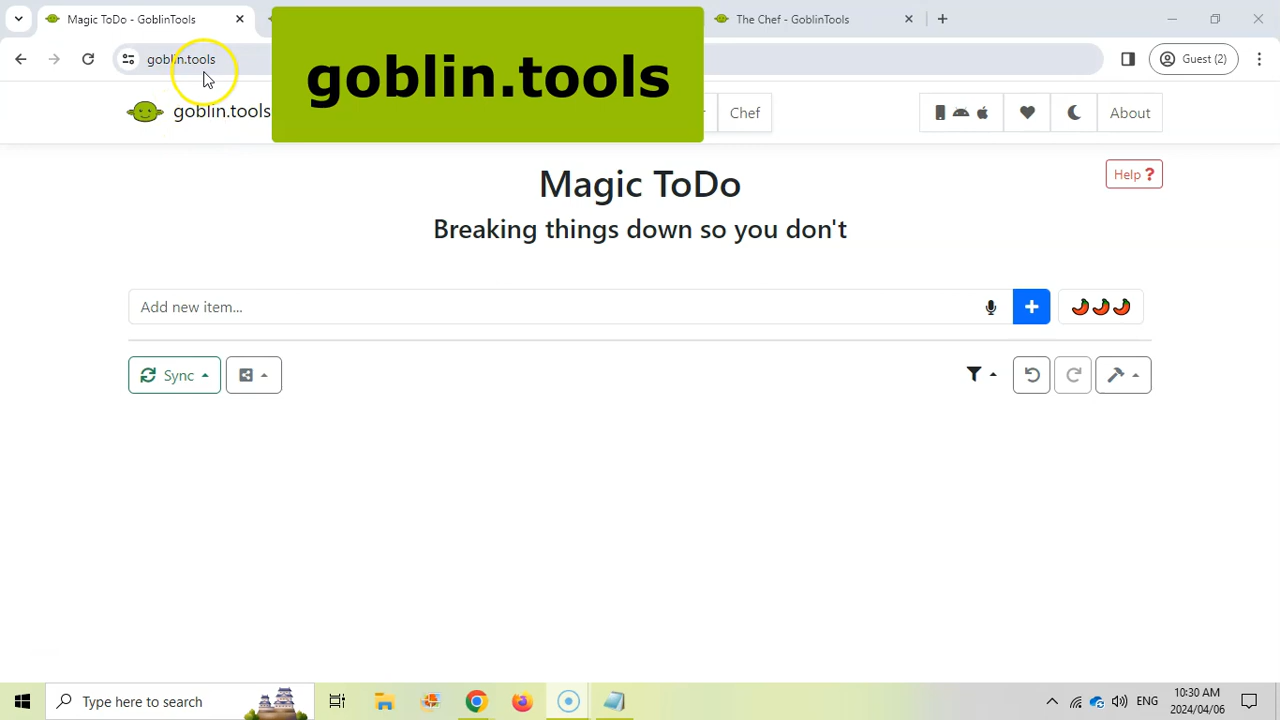 Magic ToDo - GoblinTools
The Chef - GoblinTools
goblin.tools
Guest (2)
goblin.tools
goblin.tools
Chef
About
Magic ToDo
Help ?
Breaking things down so you don't
Add new item...
Sync
Type here to search
ENG
10:30 AM
2024/04/06